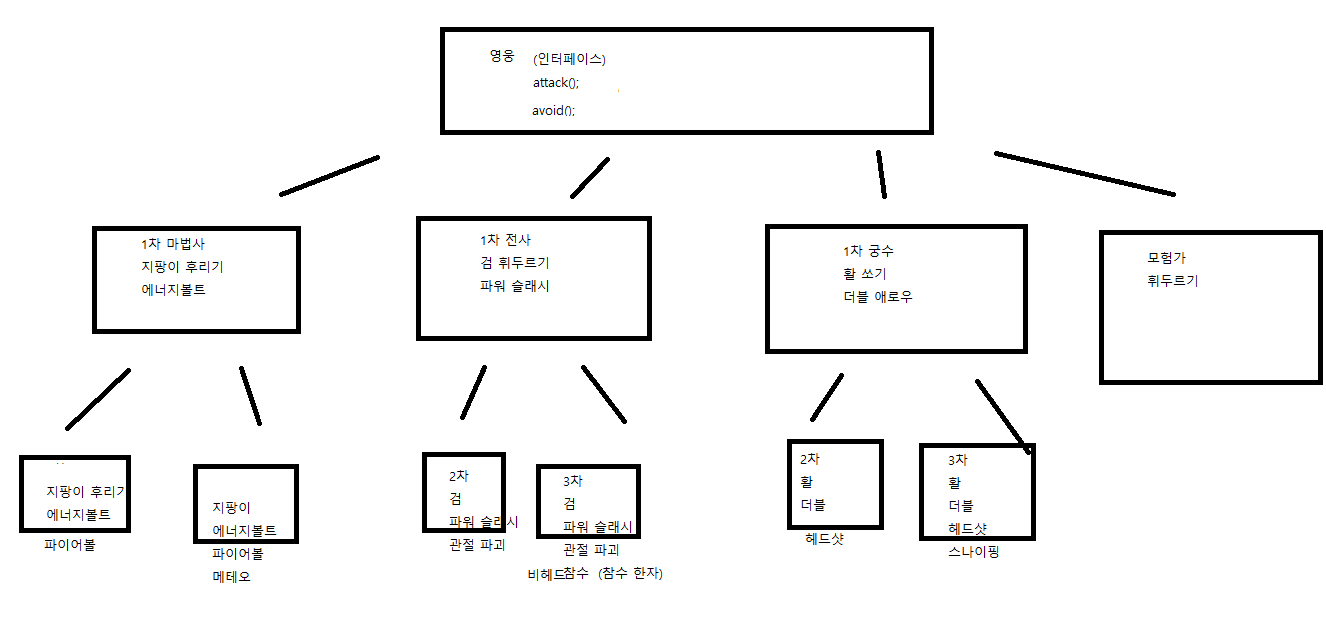 영웅 (인터페이스)
attack();
avoid();
1차 마법사
지팡이 후리기
에너지볼트
1차 전사
검 휘두르기
파워 슬래시
1차 궁수
활 쏘기
더블 애로우
모험가
휘두르기
지팡이 후리기
에너지볼트
파이어볼
지팡이
에너지볼트
파이어볼
메테오
2차
검
파워 슬래시
관절 파괴
3차
검
파워 슬래시
관절 파괴
비헤드참수 (참수 한자)
2차
활
더블
헤드샷
3차
활
더블
헤드샷
스나이핑